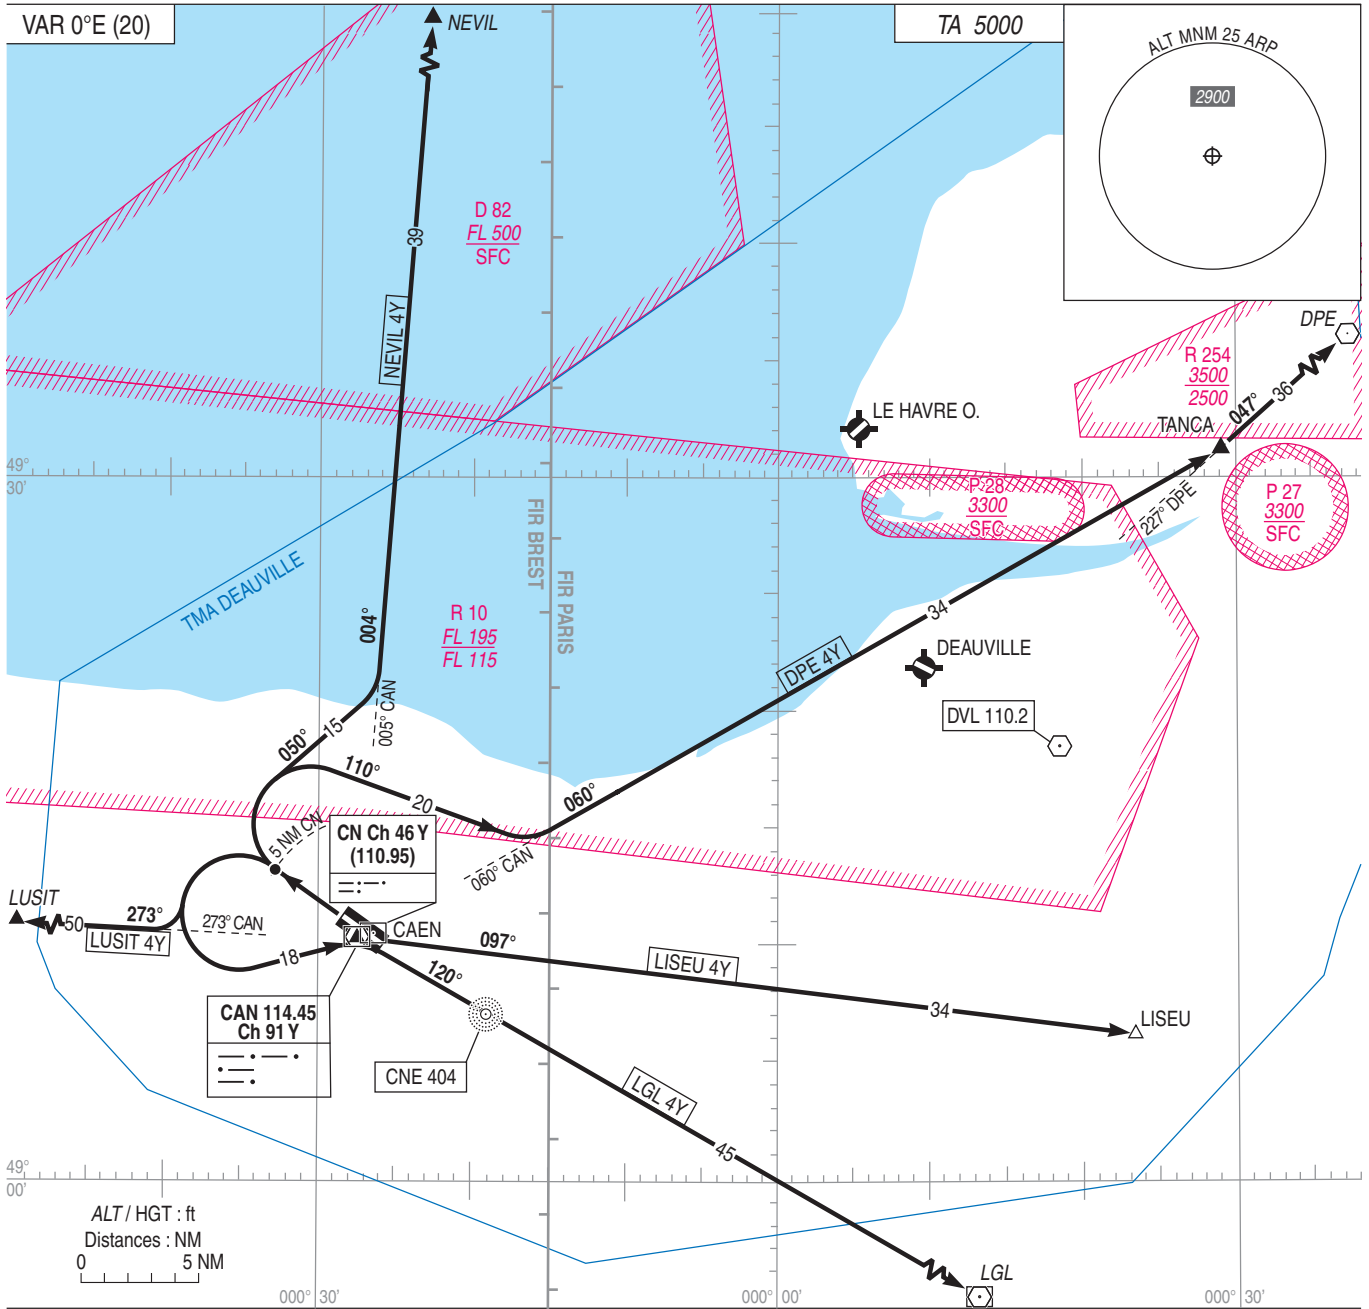 VAR 0°E (20)
NEVIL
TA 5000
ALT MNM 25 ARP
2900
D 82
FL 500
SFC
39
NEVIL 4Y
DPE
R 254
3500
2500
36
047°
TANCA
LE HAVRE O.
49°
30'
P 28
3300
SFC
227° DPE
P 27
3300
SFC
FIR BREST
FIR PARIS
TMA DEAUVILLE
004°
R 10
FL 195
FL 115
34
DEAUVILLE
DPE 4Y
DVL 110.2
005° CAN
15
050°
110°
20
060°
5 NM CN
CN Ch 46 Y
(110.95)
060° CAN
LUSIT
50
273°
273° CAN
LUSIT 4Y
18
CAEN
097°
LISEU 4Y
34
LISEU
120°
CAN 114.45
Ch 91 Y
CNE 404
LGL 4Y
45
49°
00'
ALT / HGT : ft
Distances : NM
0 5 NM
LGL
000° 30'
000° 00'
000° 30'